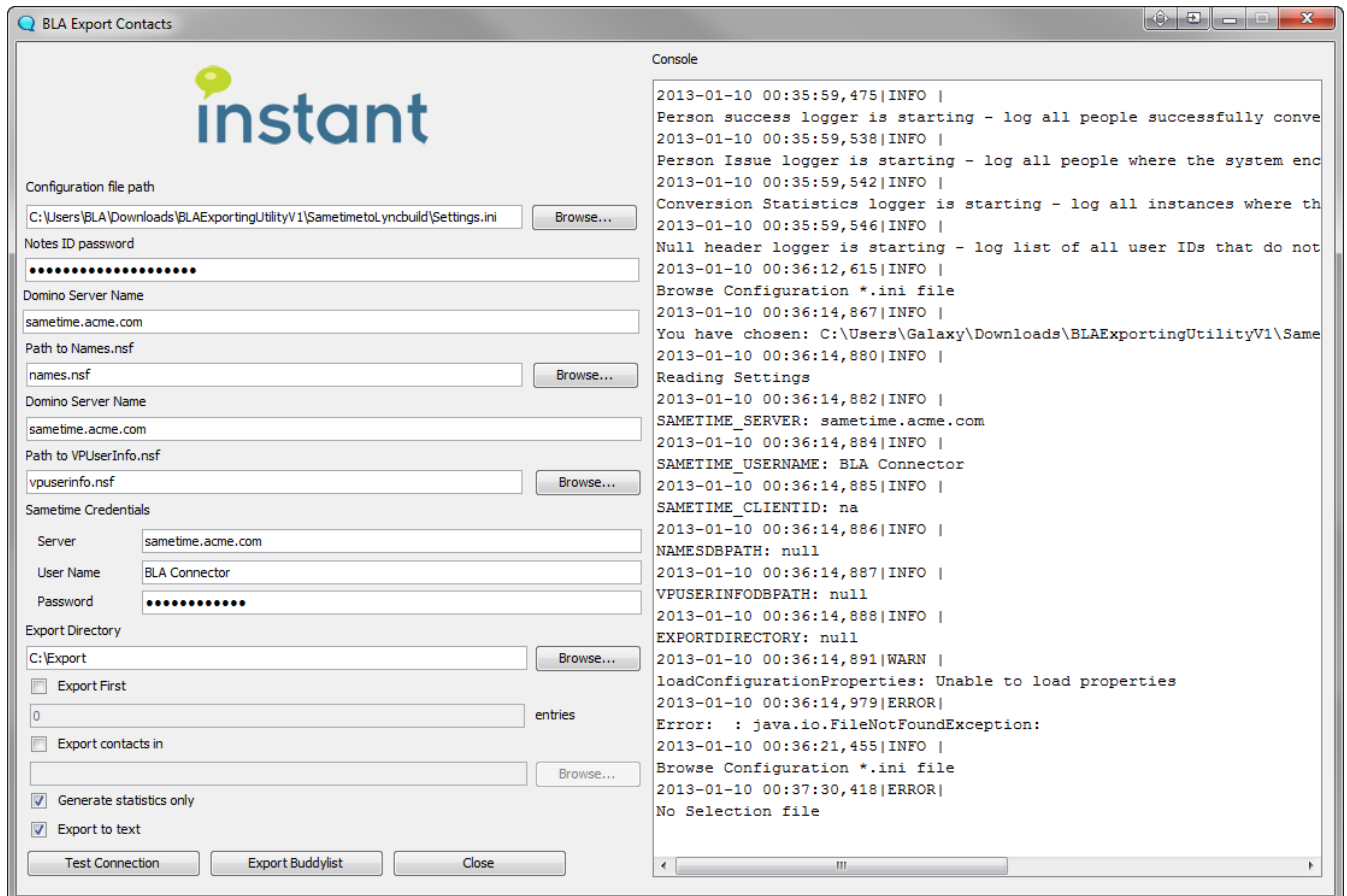 BLA Export Contacts
instant
Configuration file path
C:\Users\BLA\Downloads\BLAExportingUtilityV1\SametimetoLyncbuild\Settings.ini Browse...
Notes ID password
••••••••••••••••••••
Domino Server Name
sametime.acme.com
Path to Names.nsf
names.nsf Browse...
Domino Server Name
sametime.acme.com
Path to VPUserInfo.nsf
vpuserinfo.nsf Browse...
Sametime Credentials
Server sametime.acme.com
User Name BLA Connector
Password ••••••••••••
Export Directory
C:\Export Browse...
Export First
0 entries
Export contacts in
Browse...
Generate statistics only
Export to text
Test Connection Export Buddylist Close
Console
2013-01-10 00:35:59,475|INFO |
Person success logger is starting - log all people successfully conve
2013-01-10 00:35:59,538|INFO |
Person Issue logger is starting - log all people where the system enc
2013-01-10 00:35:59,542|INFO |
Conversion Statistics logger is starting - log all instances where th
2013-01-10 00:35:59,546|INFO |
Null header logger is starting - log list of all user IDs that do not
2013-01-10 00:36:12,615|INFO |
Browse Configuration *.ini file
2013-01-10 00:36:14,867|INFO |
You have chosen: C:\Users\Galaxy\Downloads\BLAExportingUtilityV1\Same
2013-01-10 00:36:14,880|INFO |
Reading Settings
2013-01-10 00:36:14,882|INFO |
SAMETIME_SERVER: sametime.acme.com
2013-01-10 00:36:14,884|INFO |
SAMETIME_USERNAME: BLA Connector
2013-01-10 00:36:14,885|INFO |
SAMETIME_CLIENTID: na
2013-01-10 00:36:14,886|INFO |
NAMESDBPATH: null
2013-01-10 00:36:14,887|INFO |
VPUSERINFODBPATH: null
2013-01-10 00:36:14,888|INFO |
EXPORTDIRECTORY: null
2013-01-10 00:36:14,891|WARN |
loadConfigurationProperties: Unable to load properties
2013-01-10 00:36:14,979|ERROR|
Error:  : java.io.FileNotFoundException:
2013-01-10 00:36:21,455|INFO |
Browse Configuration *.ini file
2013-01-10 00:37:30,418|ERROR|
No Selection file